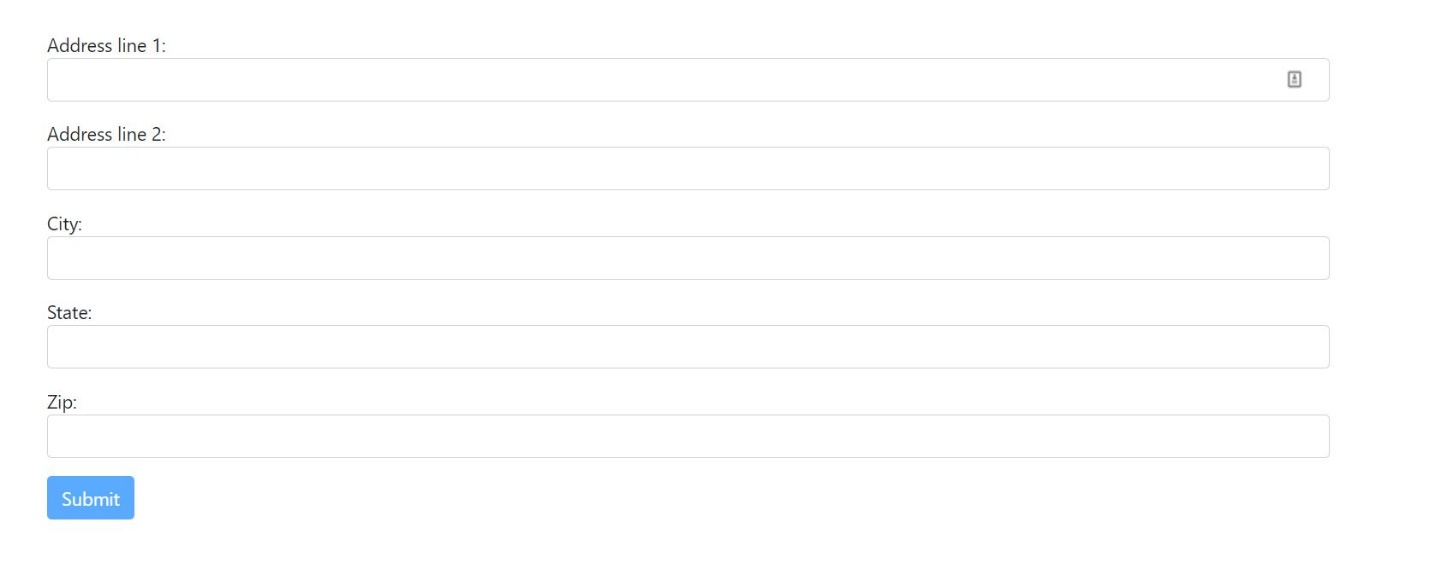 Address line 1:
Address line 2:
City:
State:
Zip:
Submit